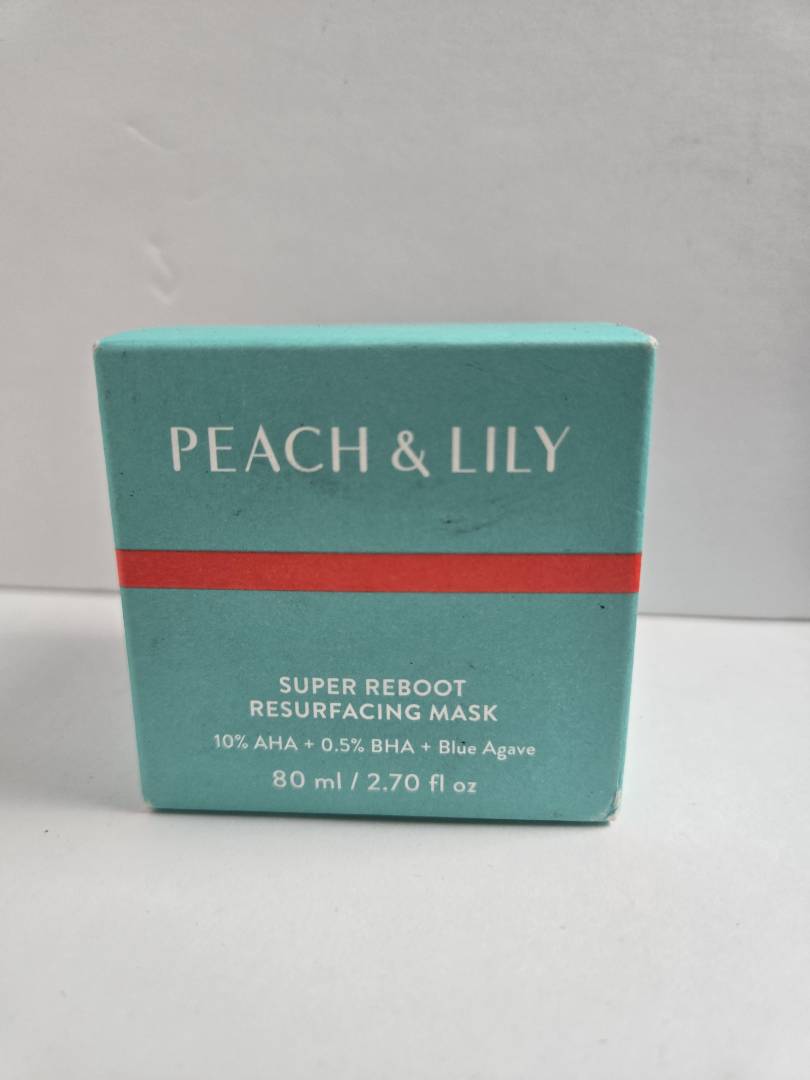 PEACH & LILY
SUPER REBOOT
RESURFACING MASK
10% AHA + 0.5% BHA + Blue Agave
80 ml / 2.70 fl oz